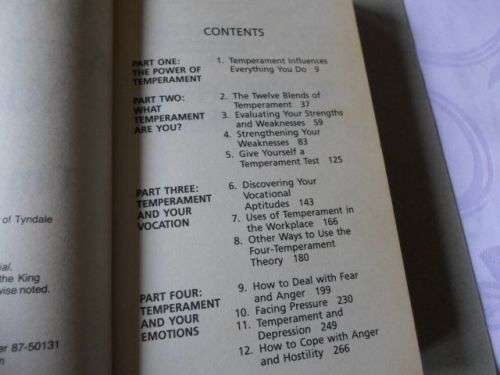 of Tyndale
ial.
the King
wise noted.
er 87-50131
m
CONTENTS
PART ONE:
THE POWER OF
TEMPERAMENT
1. Temperament Influences
Everything You Do 9
PART TWO:
WHAT
TEMPERAMENT
ARE YOU?
2. The Twelve Blends of
Temperament 37
3. Evaluating Your Strengths
and Weaknesses 59
4. Strengthening Your
Weaknesses 83
5. Give Yourself a
Temperament Test 125
PART THREE:
TEMPERAMENT
AND YOUR
VOCATION
6. Discovering Your
Vocational
Aptitudes 143
7. Uses of Temperament in
the Workplace 166
8. Other Ways to Use the
Four-Temperament
Theory 180
PART FOUR:
TEMPERAMENT
AND YOUR
EMOTIONS
9. How to Deal with Fear
and Anger 199
10. Facing Pressure 230
11. Temperament and
Depression 249
12. How to Cope with Anger
and Hostility 266